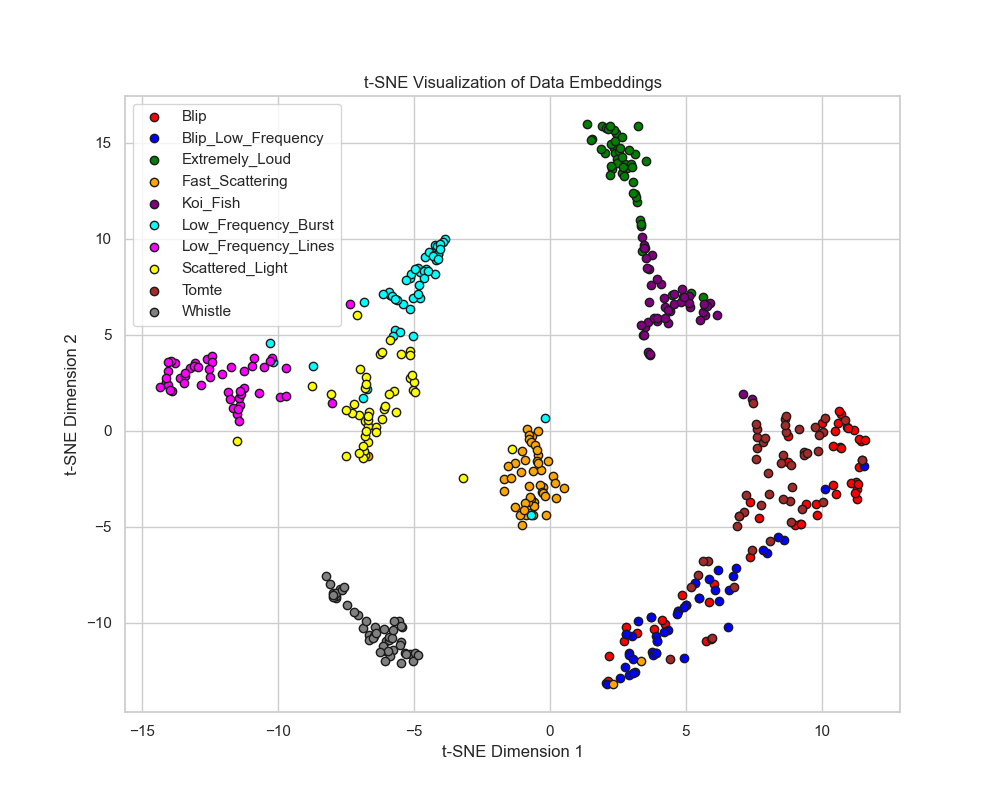 t-SNE Visualization of Data Embeddings
Blip
Blip_Low_Frequency
Extremely_Loud
Fast_Scattering
Koi_Fish
Low_Frequency_Burst
Low_Frequency_Lines
Scattered_Light
Tomte
Whistle
t-SNE Dimension 2
15
10
5
0
−5
−10
−15
−10
−5
0
5
10
t-SNE Dimension 1